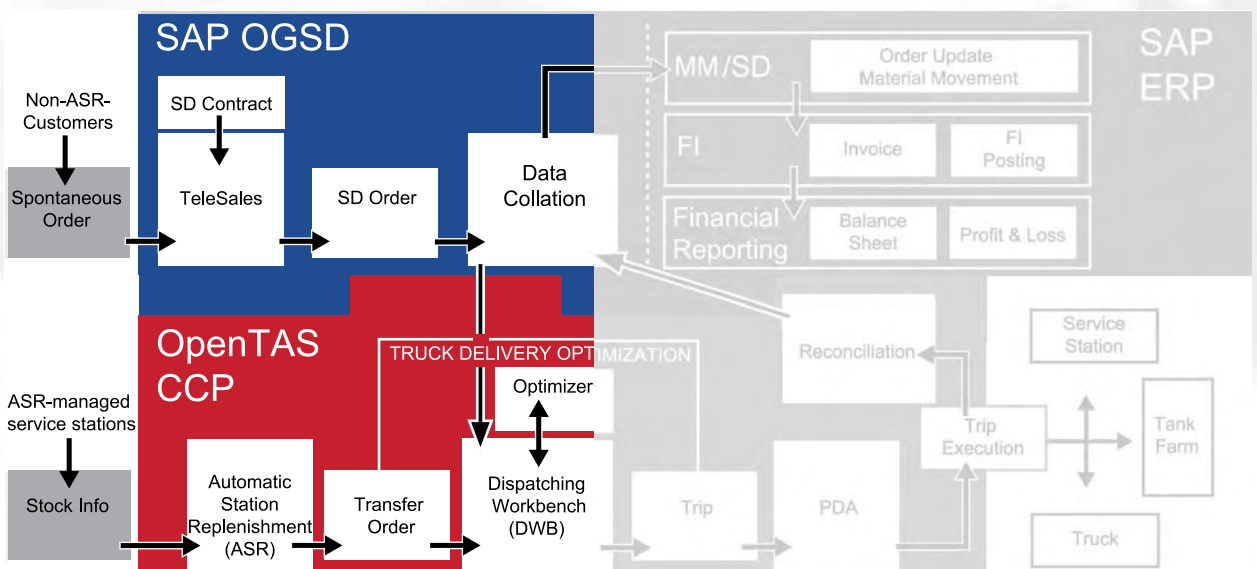 SAP OGSD
SAP
ERP
MM/SD
Order Update
Material Movement
Non-ASR-
Customers
SD Contract
FI
Invoice
FI
Posting
Data
Collation
Spontaneous
Order
TeleSales
SD Order
Financial
Reporting
Balance
Sheet
Profit & Loss
OpenTAS
CCP
TRUCK DELIVERY OPTIMIZATION
Reconciliation
Service
Station
Optimizer
ASR-managed
service stations
Trip
Execution
Tank
Farm
Stock Info
Automatic
Station
Replenishment
(ASR)
Transfer
Order
Dispatching
Workbench
(DWB)
Trip
PDA
Truck